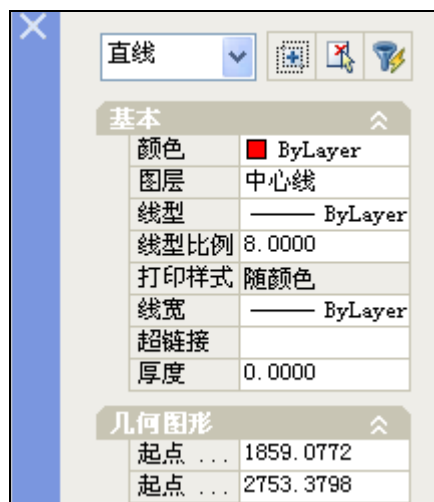 直线
基本
颜色 ByLayer
图层 中心线
线型 ByLayer
线型比例 8.0000
打印样式 随颜色
线宽 ByLayer
超链接
厚度 0.0000
几何图形
起点 ... 1859.0772
起点 ... 2753.3798